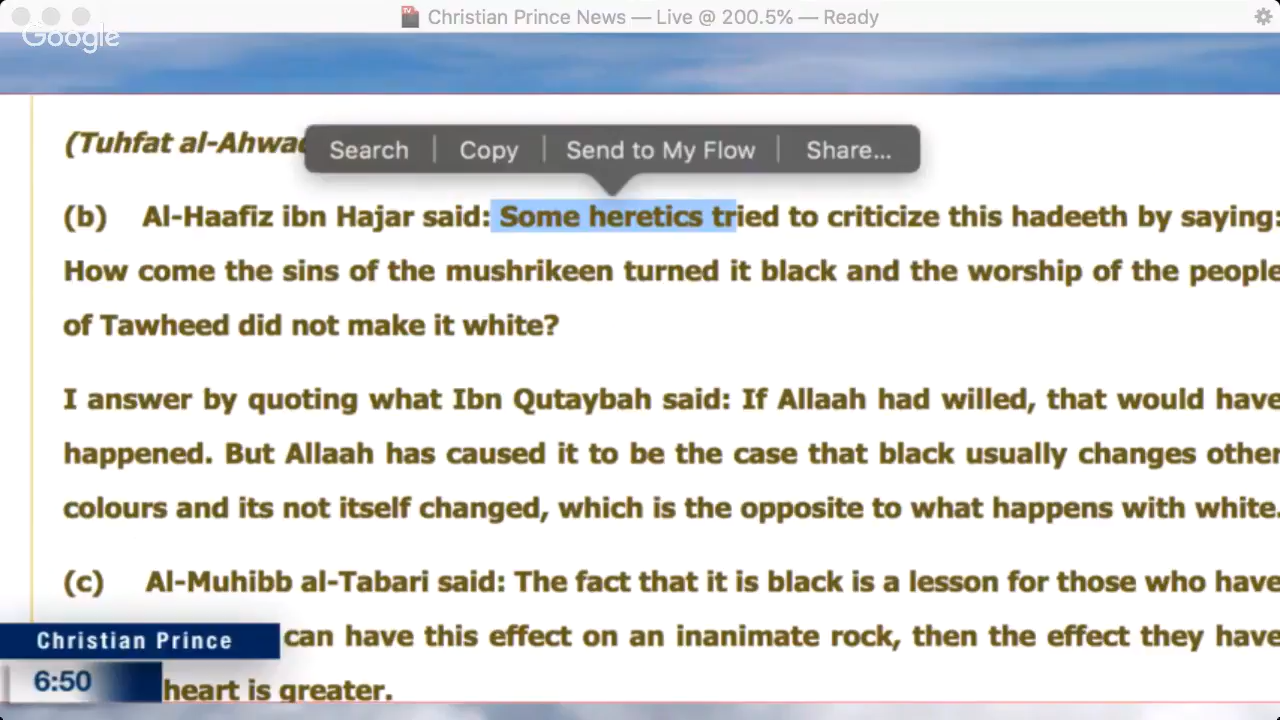 Christian Prince News — Live @ 200.5% — Ready
Google
(Tuhfat al-Ahwad
Search Copy Send to My Flow Share...
(b) Al-Haafiz ibn Hajar said: Some heretics tried to criticize this hadeeth by saying:
How come the sins of the mushrikeen turned it black and the worship of the people
of Tawheed did not make it white?
I answer by quoting what Ibn Qutaybah said: If Allaah had willed, that would have
happened. But Allaah has caused it to be the case that black usually changes other
colours and its not itself changed, which is the opposite to what happens with white.
(c) Al-Muhibb al-Tabari said: The fact that it is black is a lesson for those who have
can have this effect on an inanimate rock, then the effect they have
heart is greater.
Christian Prince
6:50